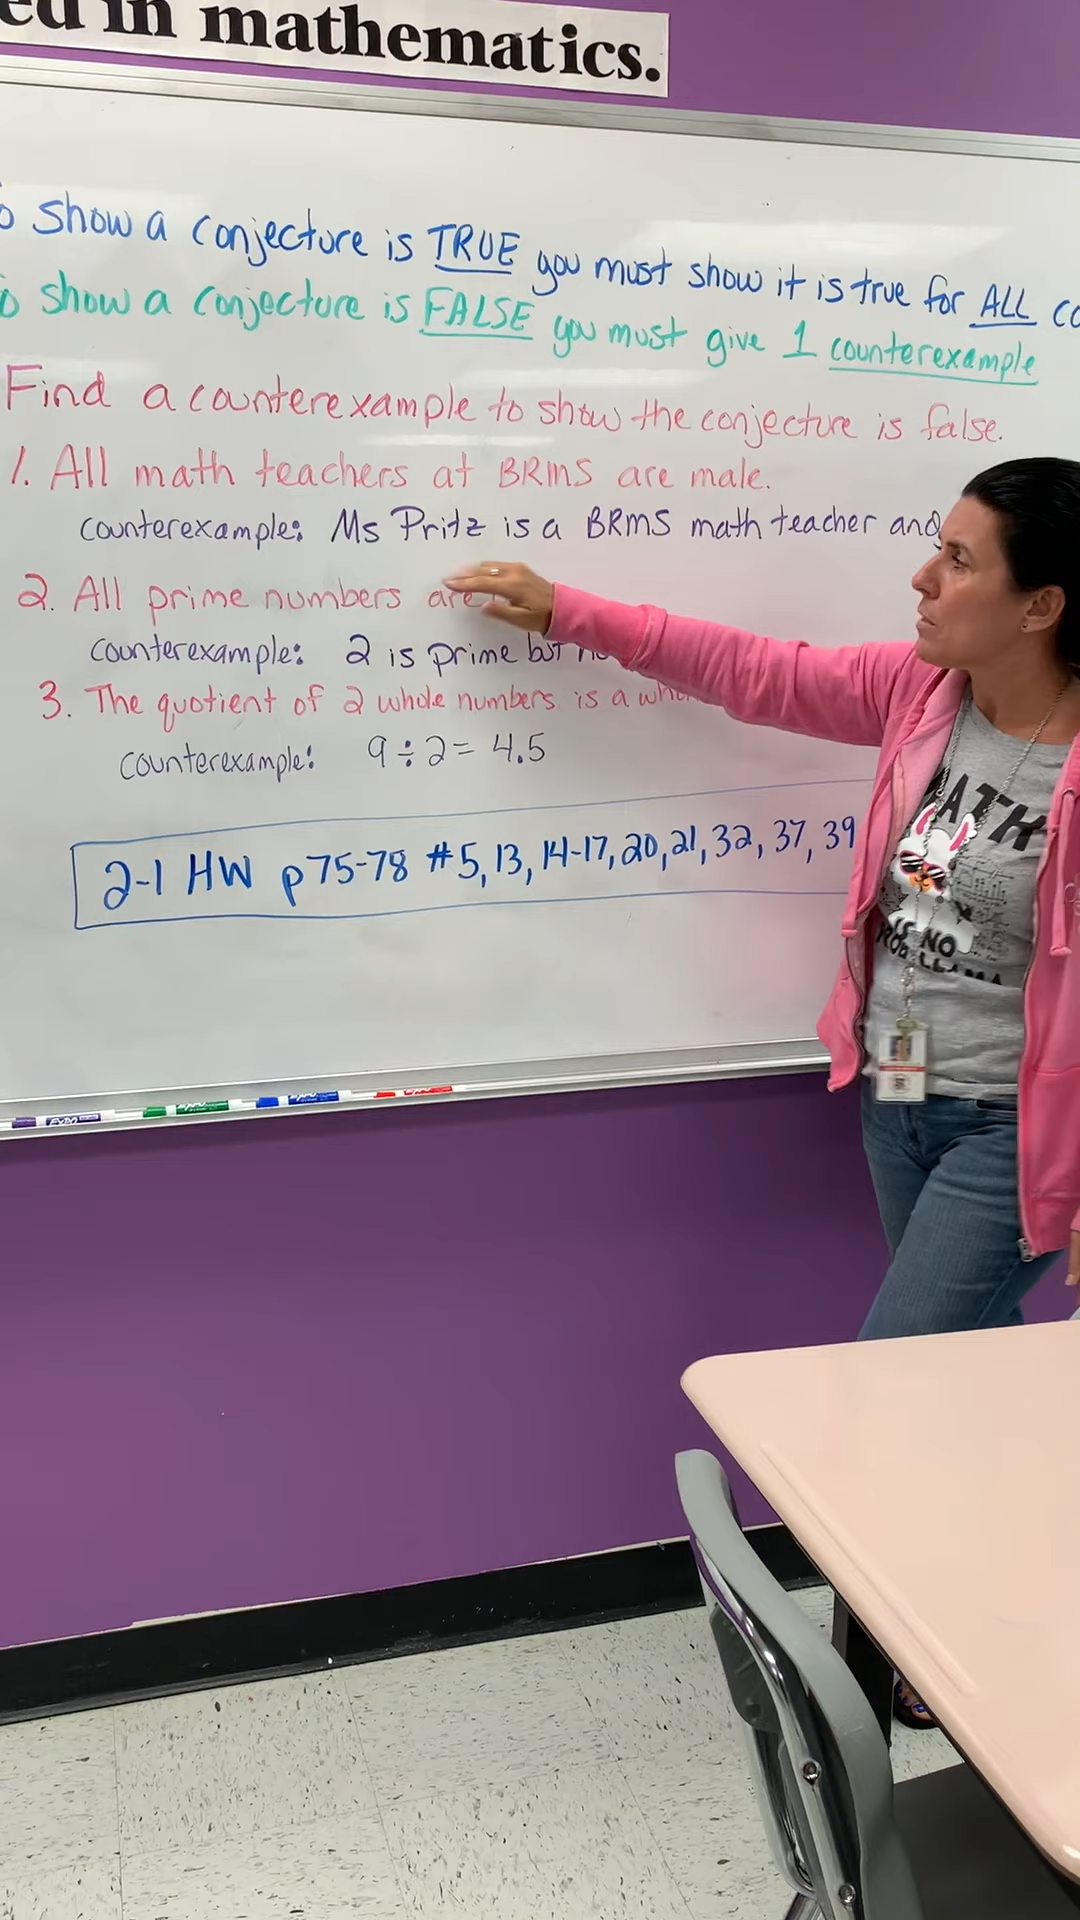 in mathematics.
show a conjecture is TRUE you must show it is true for ALL
show a conjecture is FALSE you must give 1 counterexample
Find a counterexample to show the conjecture is false.
1. All math teachers at BRMS are male.
counterexample: Ms Pritz is a BRMS math teacher and
2. All prime numbers are
counterexample: 2 is prime but
3. The quotient of 2 whole numbers is a
counterexample: 9 ÷ 2 = 4.5
2-1 HW p75-78 #5, 13, 14-17, 20, 21, 32, 37, 39
MATH
IS NO
EXPO